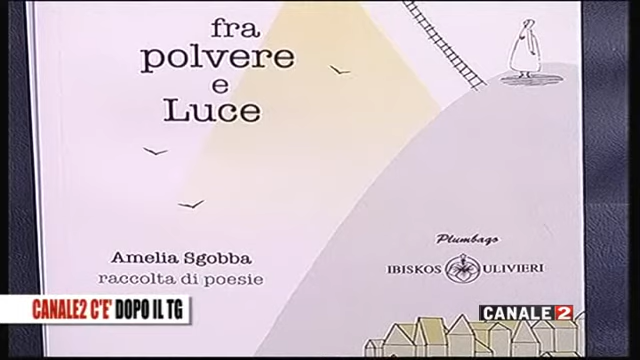 fra
polvere
e
Luce
Amelia Sgobba
raccolta di poesie
Plumbago
IBISKOS ULIVIERI
CANALE2 C'E' DOPO IL TG
CANALE 2